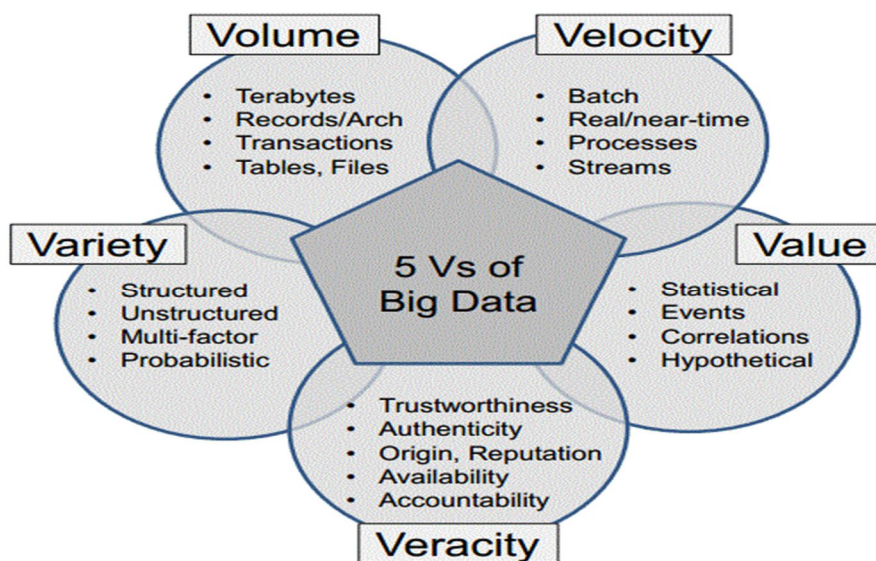 Volume
• Terabytes
• Records/Arch
• Transactions
• Tables, Files
Velocity
• Batch
• Real/near-time
• Processes
• Streams
Variety
• Structured
• Unstructured
• Multi-factor
• Probabilistic
5 Vs of
Big Data
Value
• Statistical
• Events
• Correlations
• Hypothetical
• Trustworthiness
• Authenticity
• Origin, Reputation
• Availability
• Accountability
Veracity